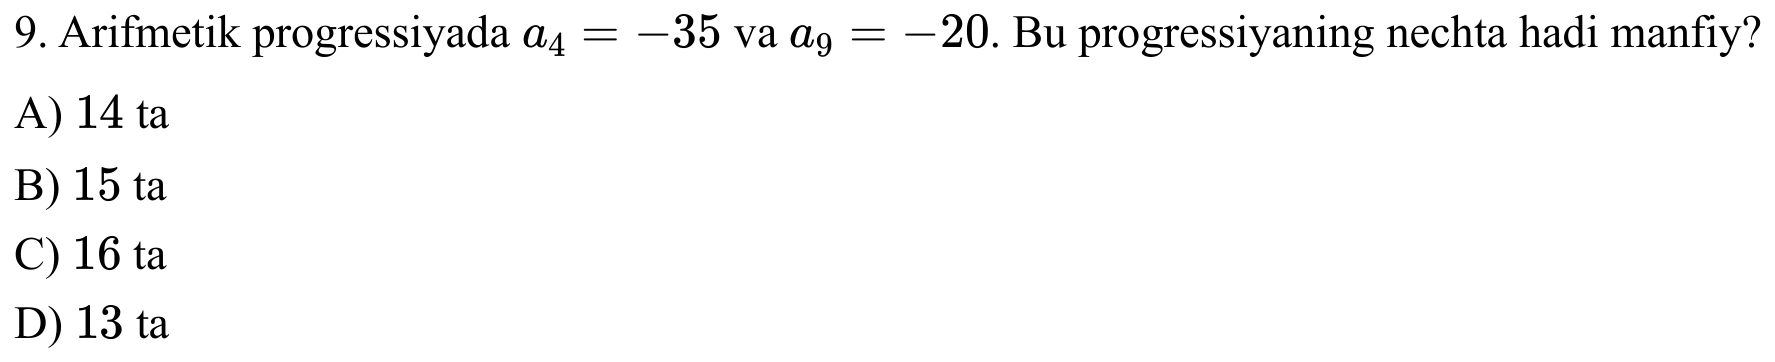 9. Arifmetik progressiyada a₄ = −35 va a₉ = −20. Bu progressiyaning nechta hadi manfiy?
A) 14 ta
B) 15 ta
C) 16 ta
D) 13 ta